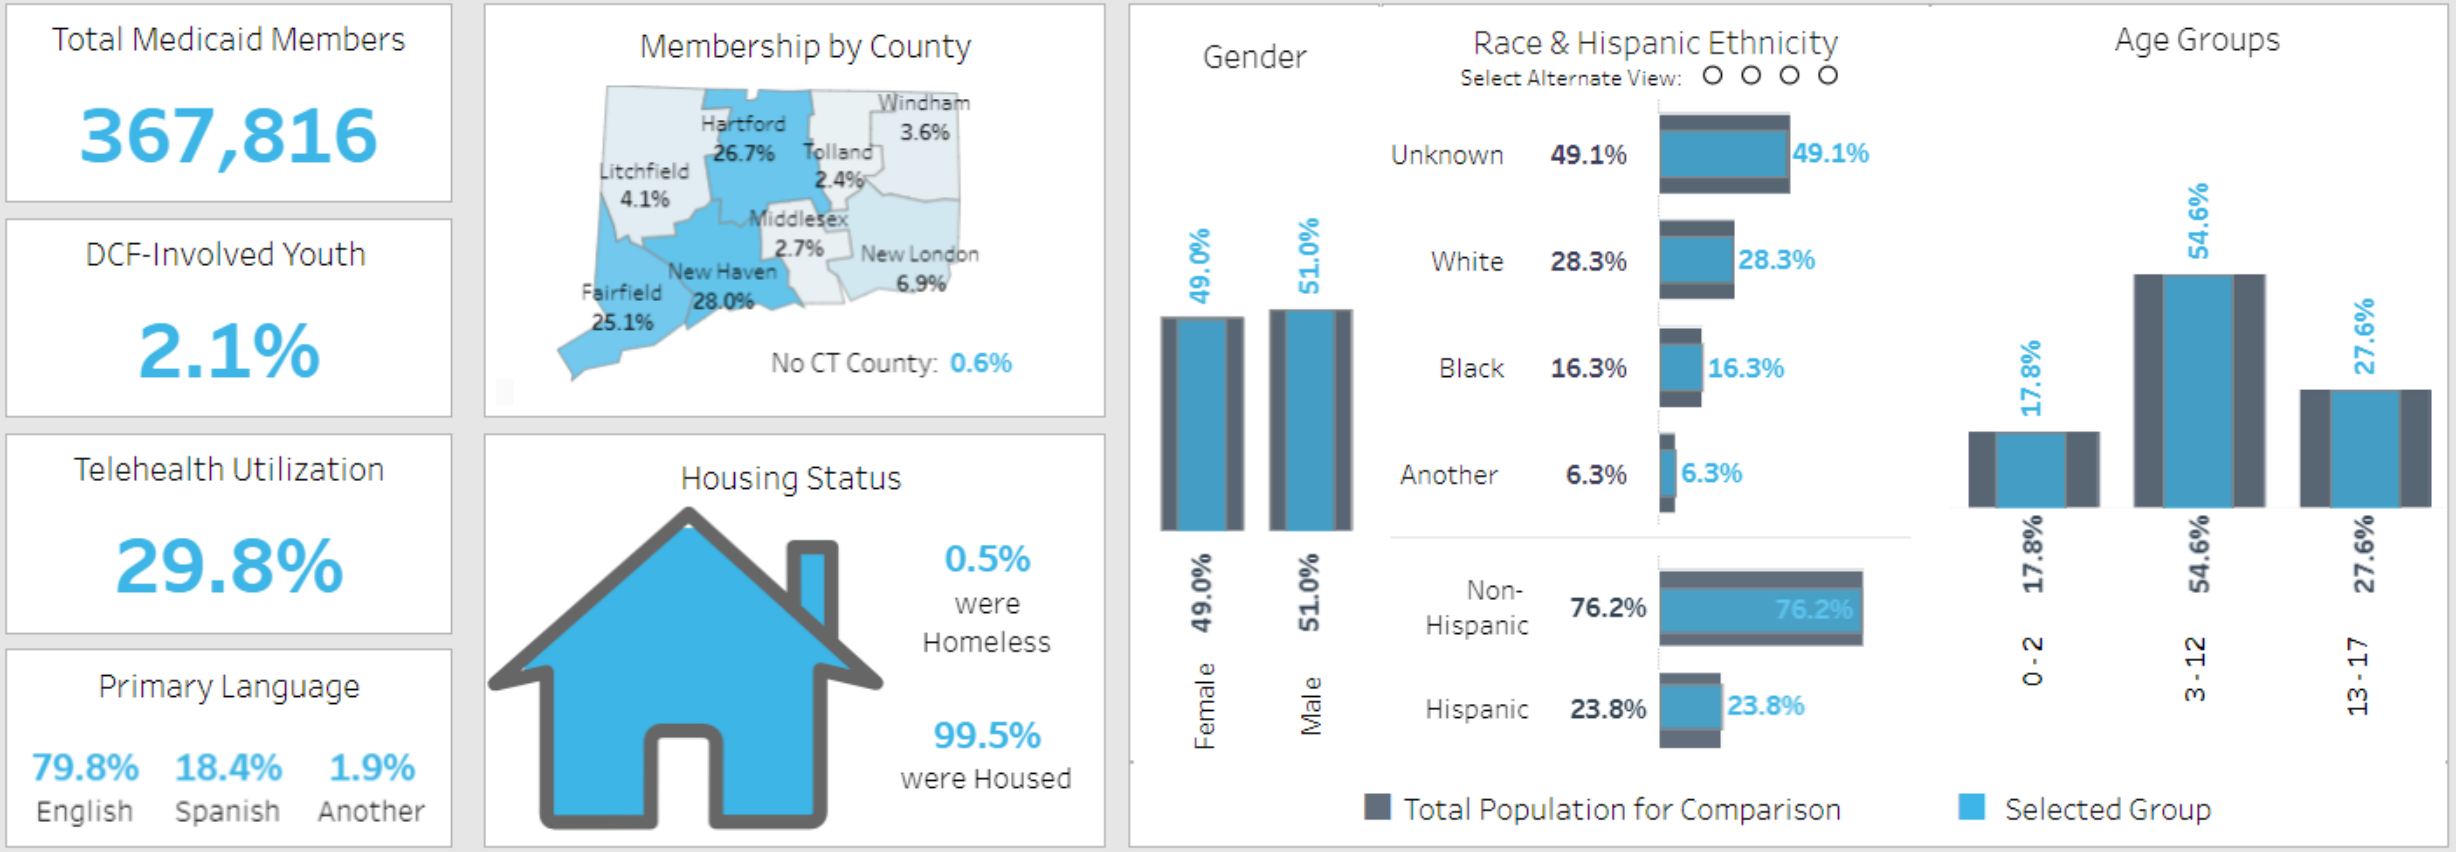 Total Medicaid Members
367,816
DCF-Involved Youth
2.1%
Telehealth Utilization
29.8%
Primary Language
79.8% 18.4% 1.9%
English Spanish Another
Membership by County
Windham
3.6%
Hartford
26.7%
Tolland
2.4%
Litchfield
4.1%
Middlesex
2.7%
New London
6.9%
New Haven
28.0%
Fairfield
25.1%
No CT County: 0.6%
Housing Status
0.5%
were
Homeless
99.5%
were Housed
Gender
49.0% 51.0%
49.0% 51.0%
Female Male
Race & Hispanic Ethnicity
Select Alternate View:
Unknown 49.1% 49.1%
White 28.3% 28.3%
Black 16.3% 16.3%
Another 6.3% 6.3%
Non-
Hispanic 76.2% 76.2%
Hispanic 23.8% 23.8%
Age Groups
17.8% 54.6% 27.6%
17.8% 54.6% 27.6%
0 - 2 3 - 12 13 - 17
Total Population for Comparison
Selected Group